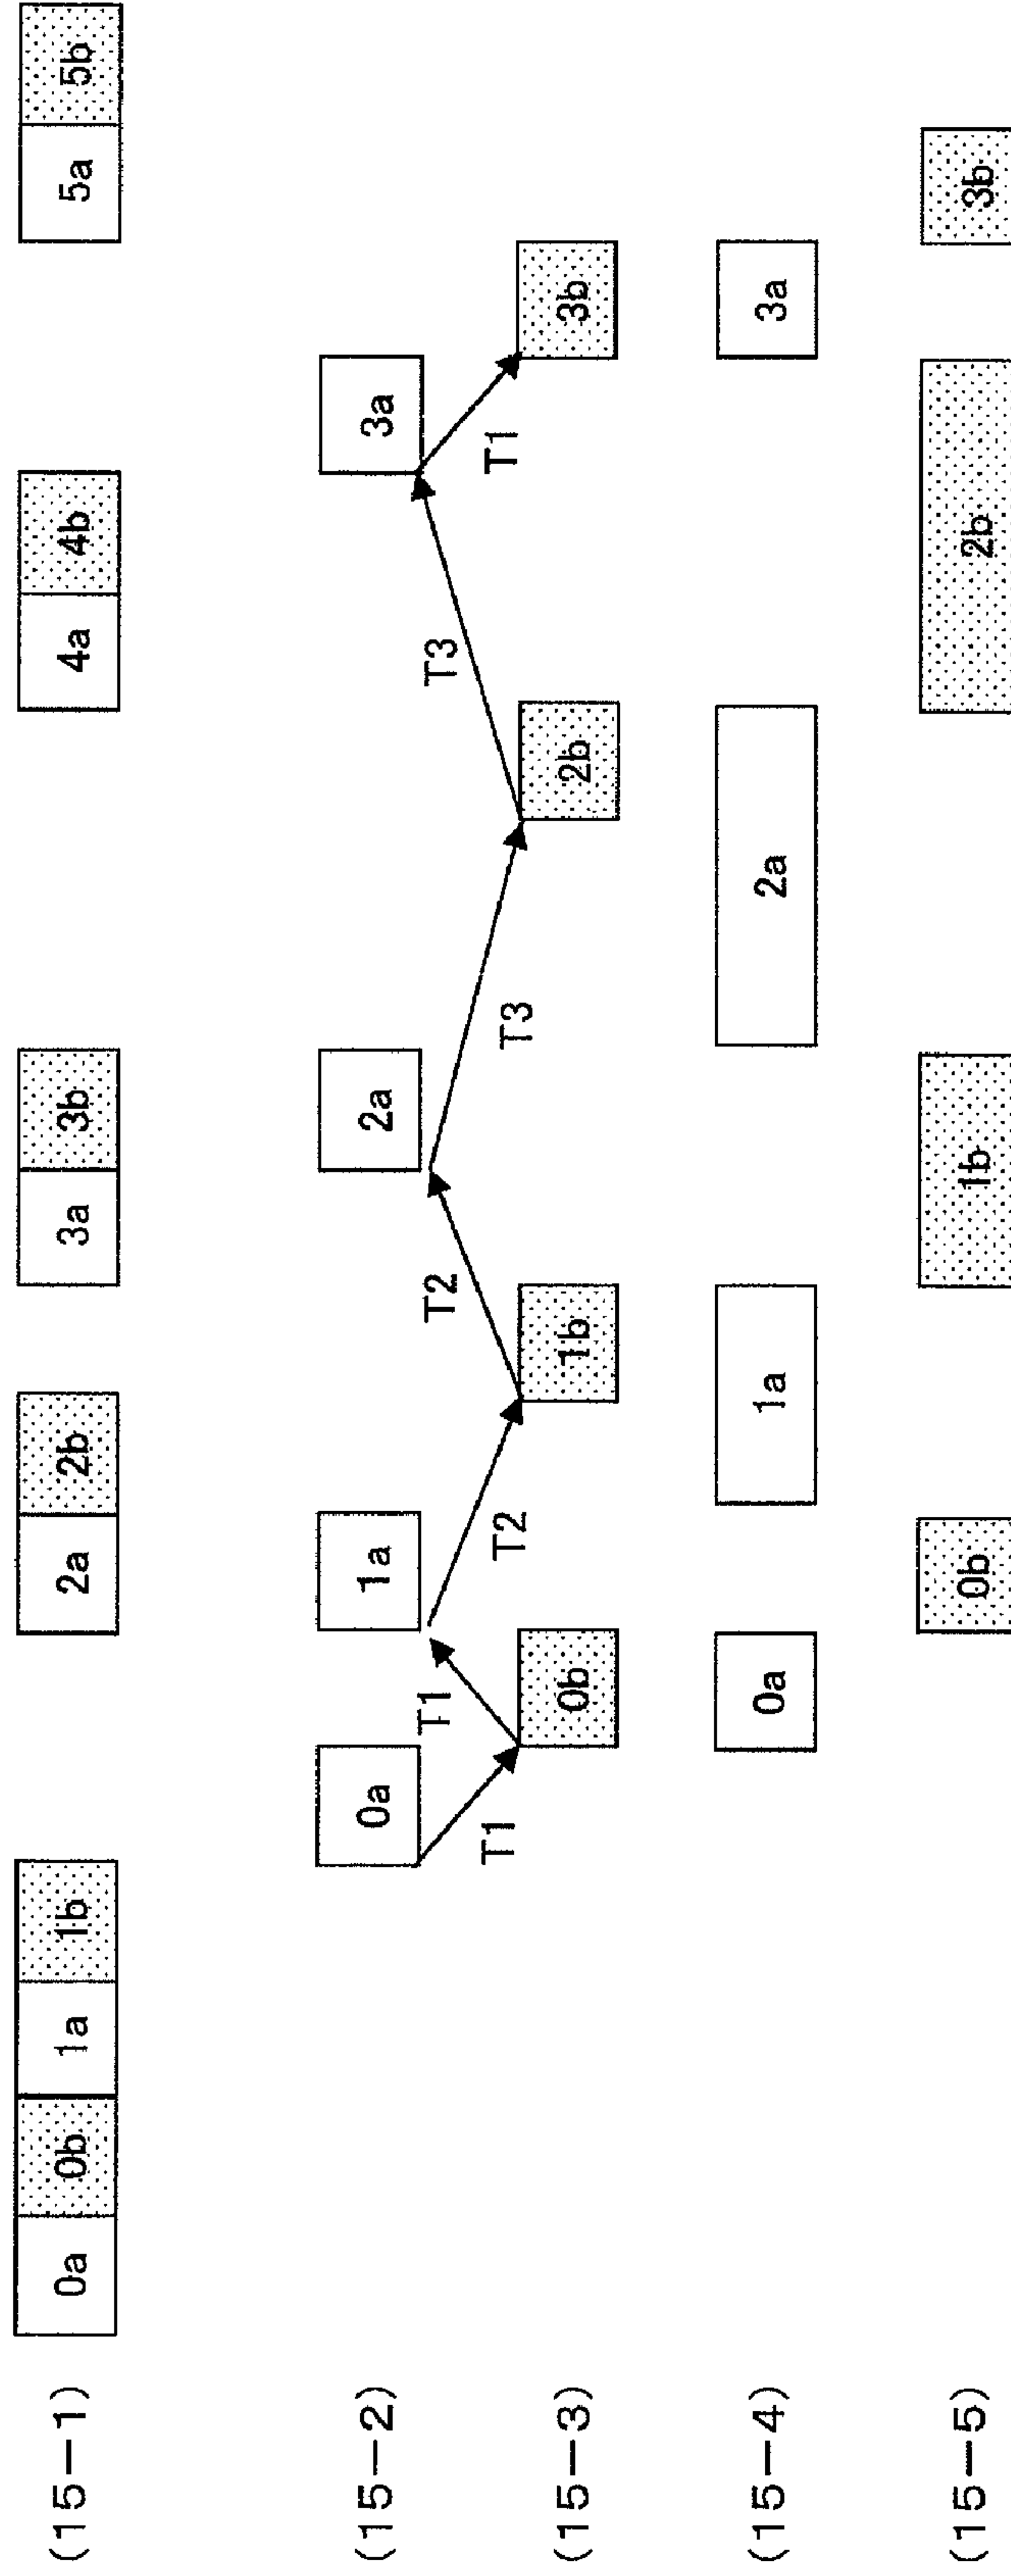 (15-1) 0a 0b 1a 1b 2a 2b 3a 3b 4a 4b 5a 5b
(15-2) 0a 1a 2a 3a
T1 T2 T3
T1 T2 T3 T1
(15-3) 0b 1b 2b 3b
(15-4) 0a 1a 2a 3a
(15-5) 0b 1b 2b 3b